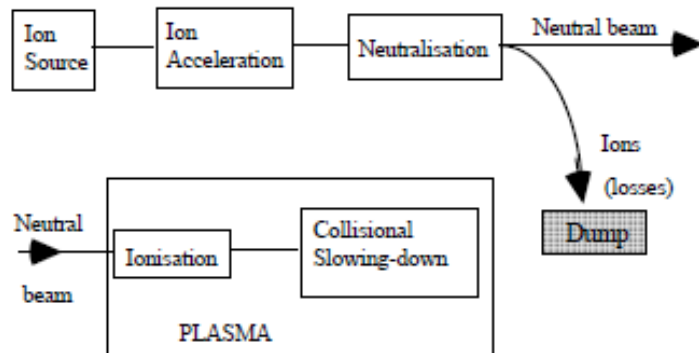 Ion
Source
Ion
Acceleration
Neutralisation
Neutral beam
Ions
(losses)
Dump
Neutral
beam
Ionisation
Collisional
Slowing-down
PLASMA